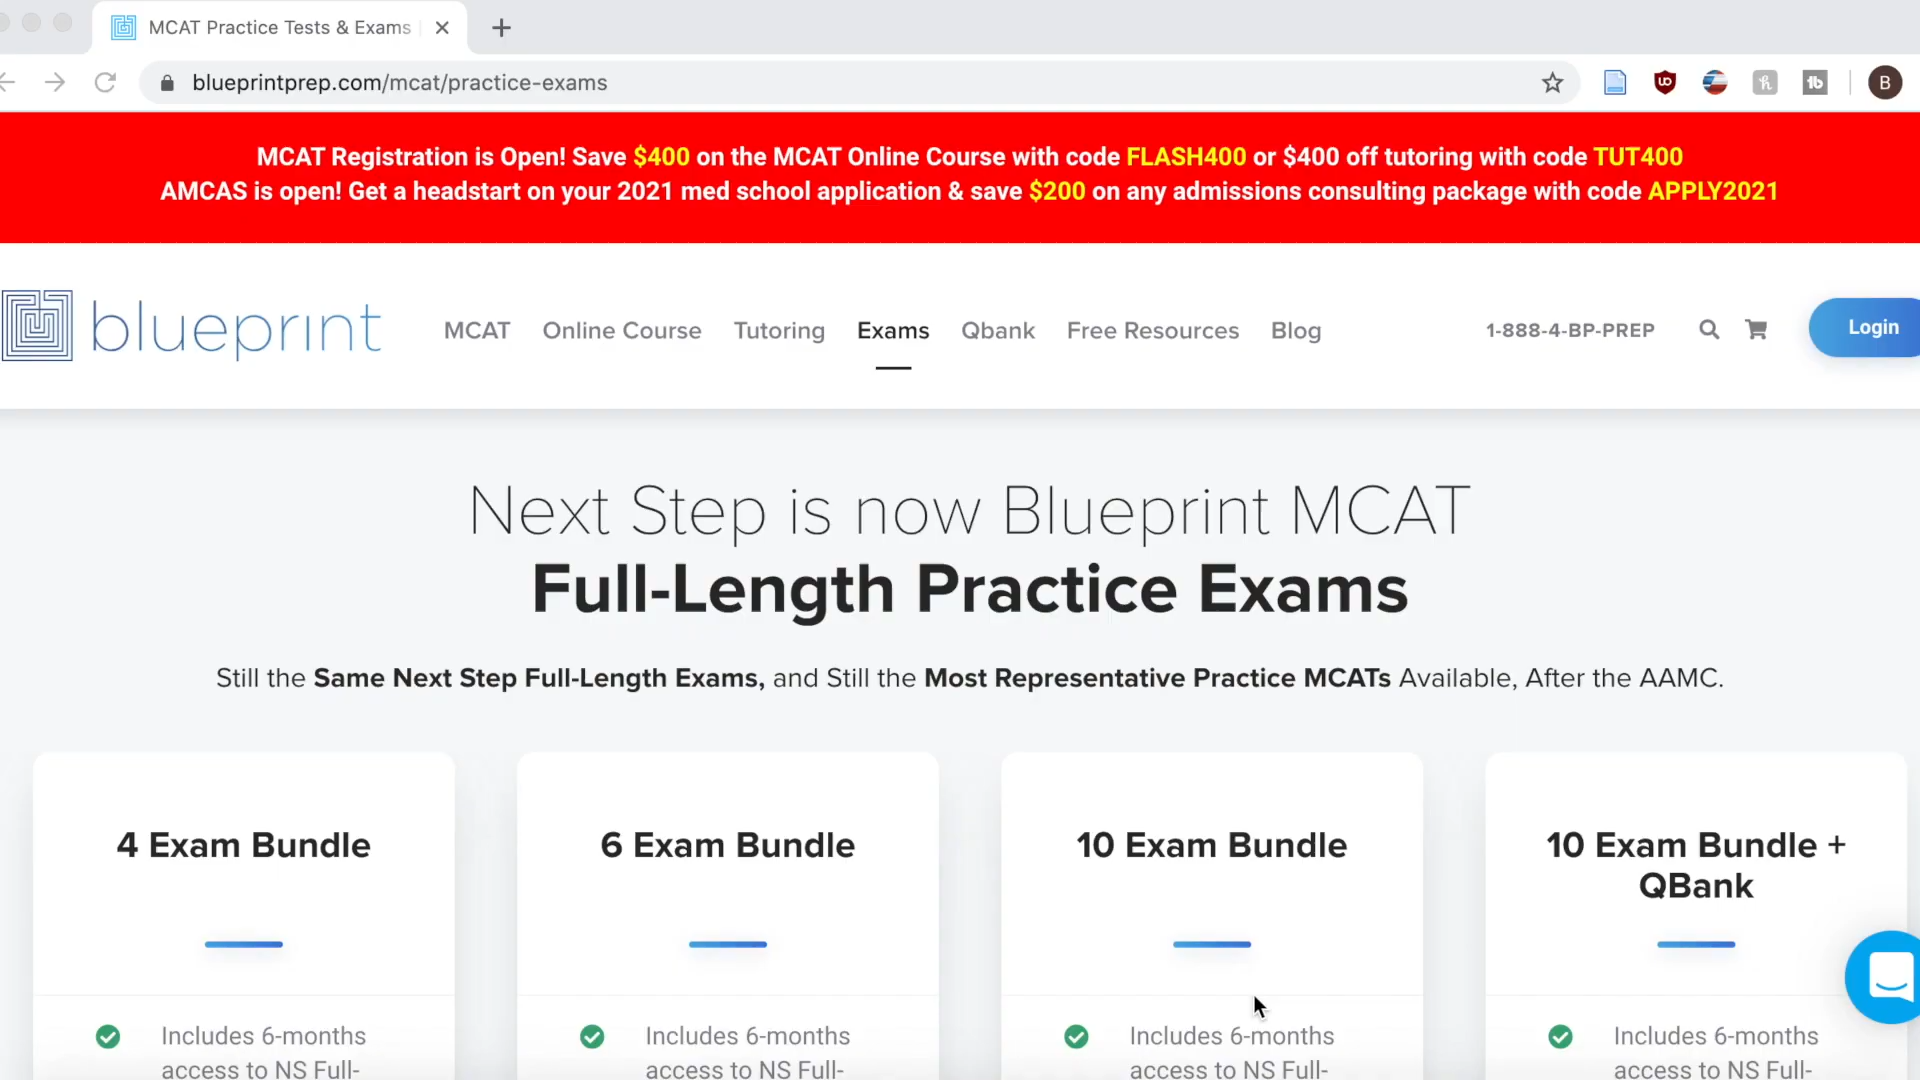 MCAT Practice Tests & Exams
blueprintprep.com/mcat/practice-exams
B
MCAT Registration is Open! Save $400 on the MCAT Online Course with code FLASH400 or $400 off tutoring with code TUT400
AMCAS is open! Get a headstart on your 2021 med school application & save $200 on any admissions consulting package with code APPLY2021
blueprint
MCAT Online Course Tutoring Exams Qbank Free Resources Blog 1-888-4-BP-PREP Login
Next Step is now Blueprint MCAT
Full-Length Practice Exams
Still the Same Next Step Full-Length Exams, and Still the Most Representative Practice MCATs Available, After the AAMC.
4 Exam Bundle
Includes 6-months
access to NS Full-
6 Exam Bundle
Includes 6-months
access to NS Full-
10 Exam Bundle
Includes 6-months
access to NS Full-
10 Exam Bundle +
QBank
Includes 6-months
access to NS Full-